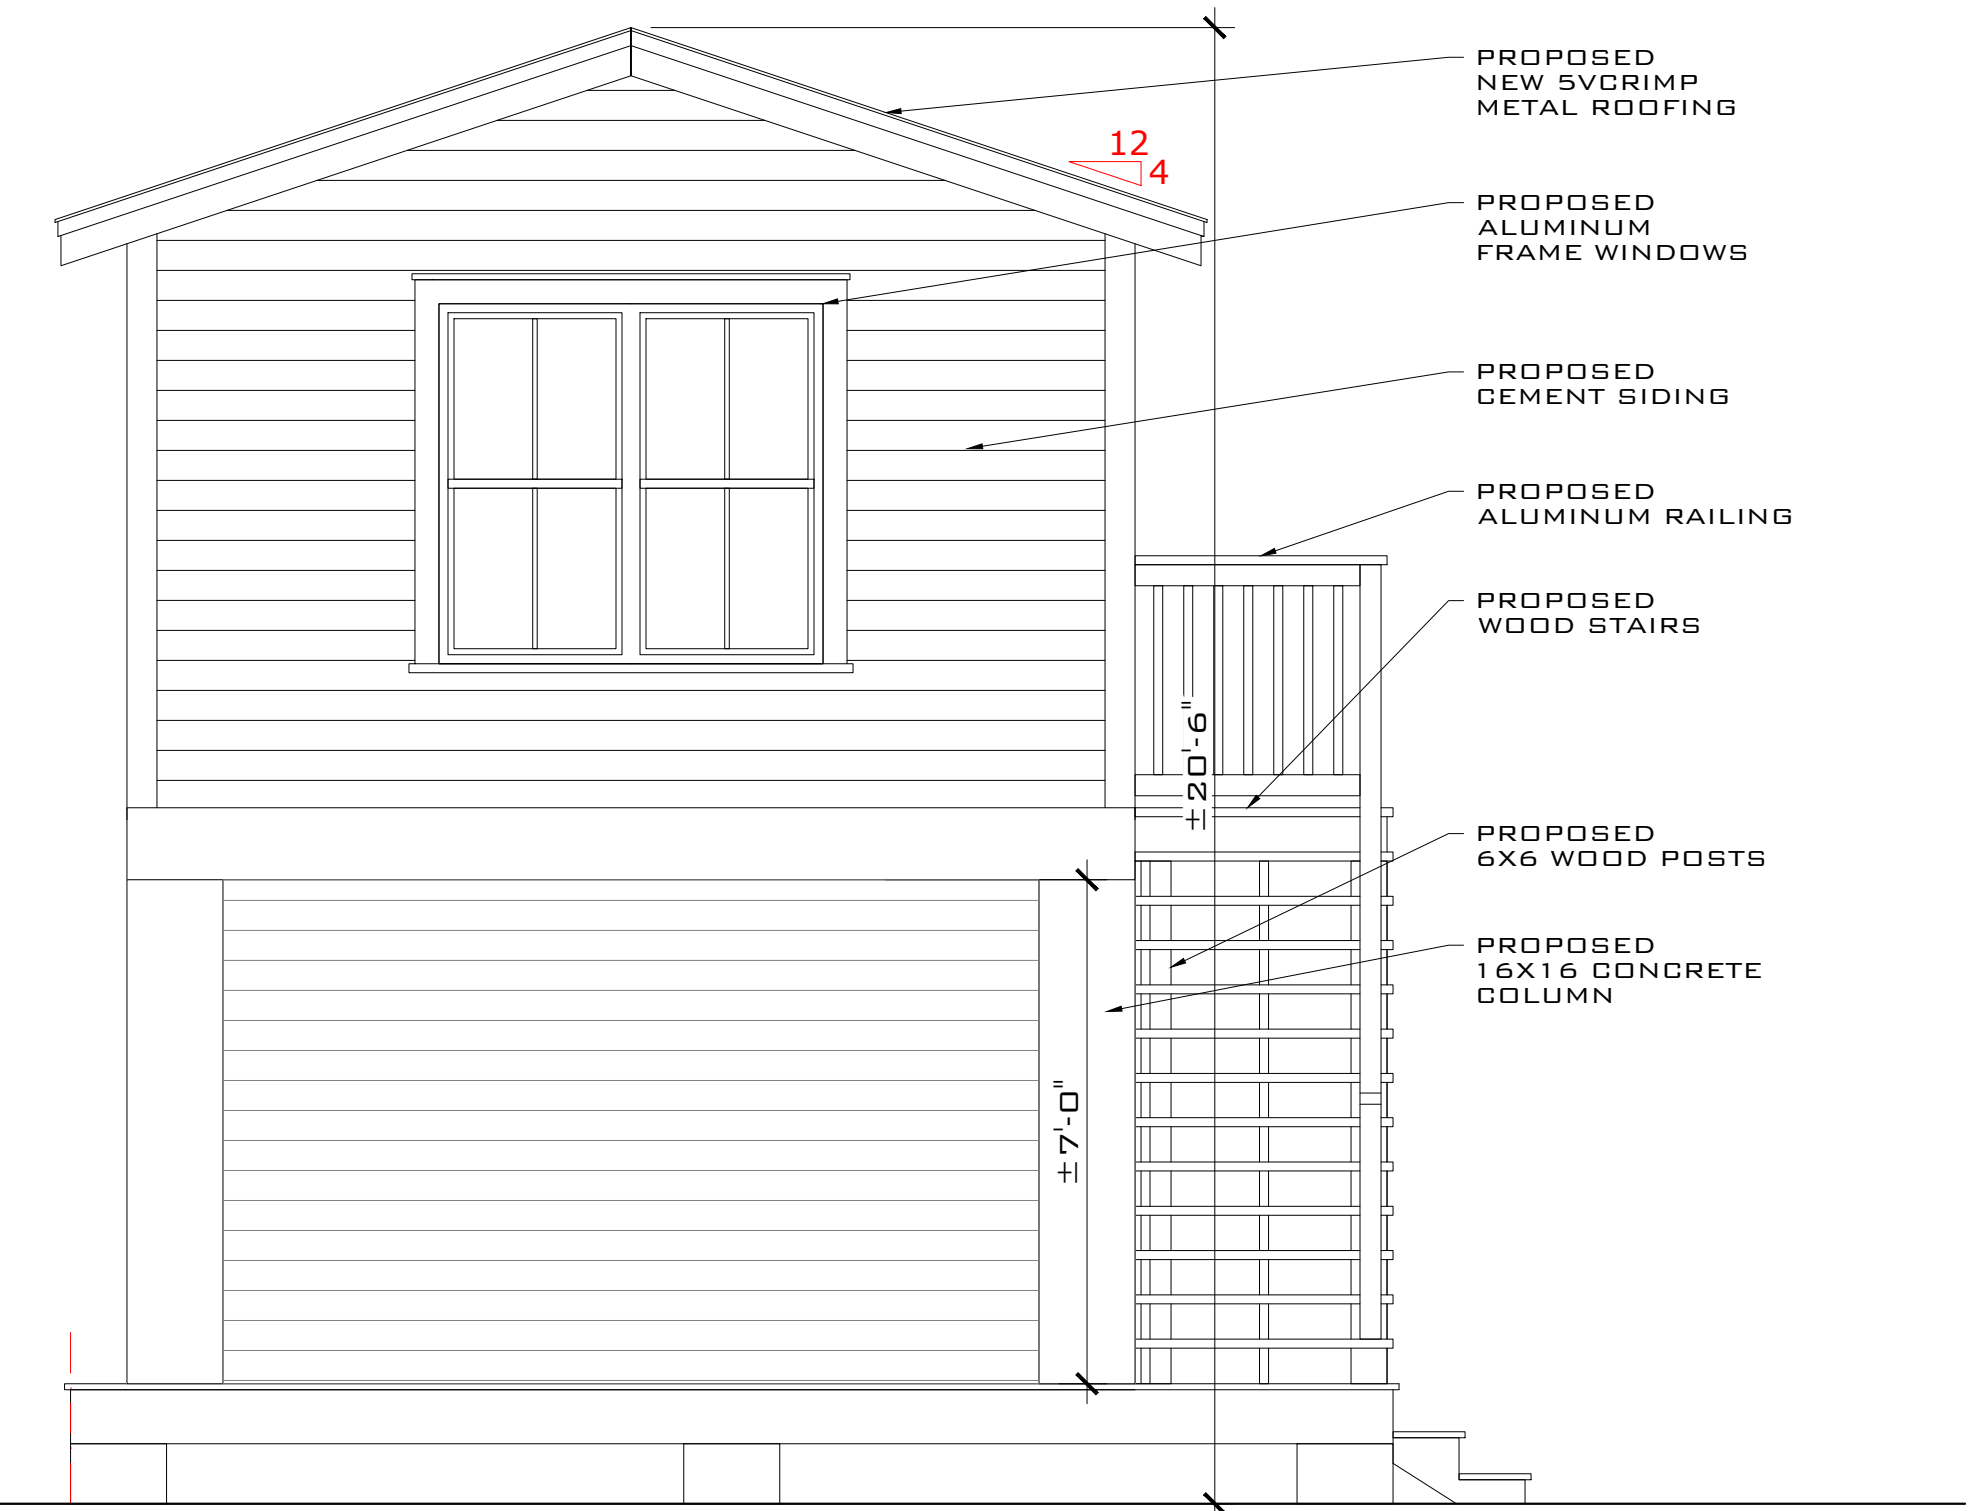 PROPOSED
NEW 5VCRIMP
METAL ROOFING
12
4
PROPOSED
ALUMINUM
FRAME WINDOWS
PROPOSED
CEMENT SIDING
PROPOSED
ALUMINUM RAILING
PROPOSED
WOOD STAIRS
±20'-6"
PROPOSED
6X6 WOOD POSTS
PROPOSED
16X16 CONCRETE
COLUMN
±7'-0"